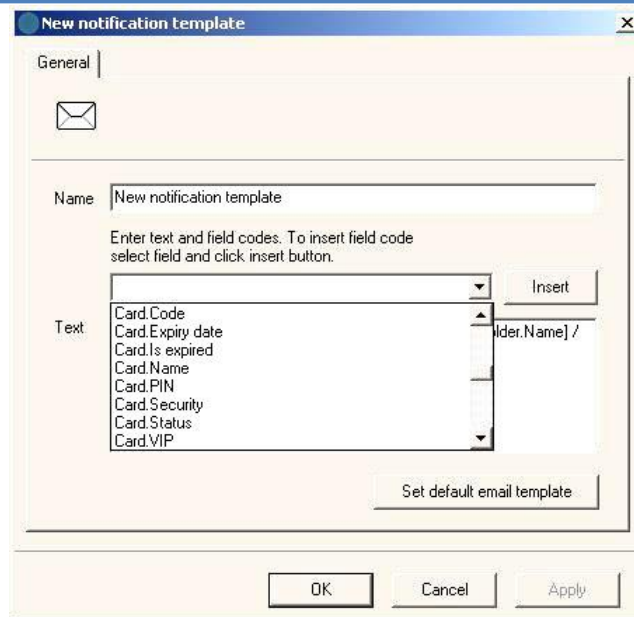 New notification template
General
Name
New notification template
Enter text and field codes. To insert field code
select field and click insert button.
Insert
Text
Card.Code
Card.Expiry date
Card.Is expired
Card.Name
Card.PIN
Card.Security
Card.Status
Card.VIP
lder.Name] /
Set default email template
OK
Cancel
Apply